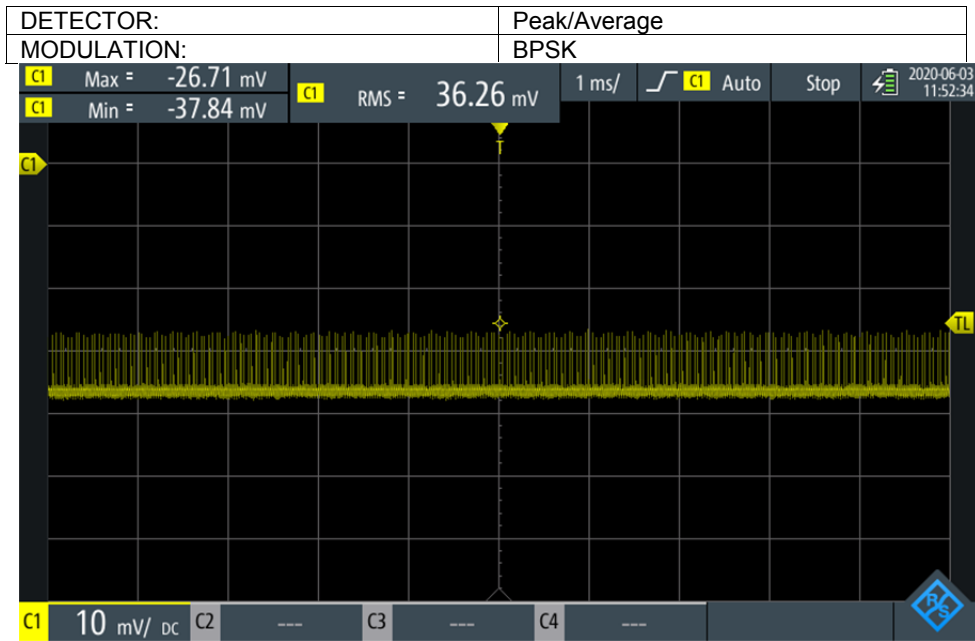 DETECTOR: Peak/Average
MODULATION: BPSK
C1 Max = -26.71 mV
C1 Min = -37.84 mV
C1 RMS = 36.26 mV
1 ms/ C1 Auto Stop
2020-06-03
11:52:34
T
C1
TL
C1 10 mV/ DC C2 --- C3 --- C4 ---
R&S